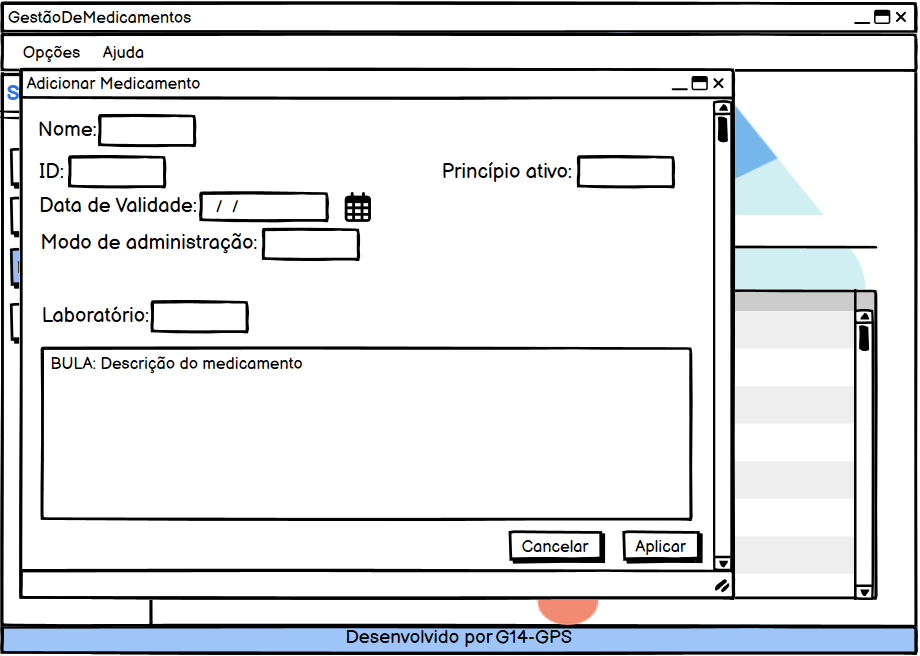 GestãoDeMedicamentos
Opções Ajuda
S
Adicionar Medicamento
Nome:
ID:
Princípio ativo:
Data de Validade: / /
Modo de administração:
Laboratório:
BULA: Descrição do medicamento
Cancelar Aplicar
Desenvolvido por G14-GPS